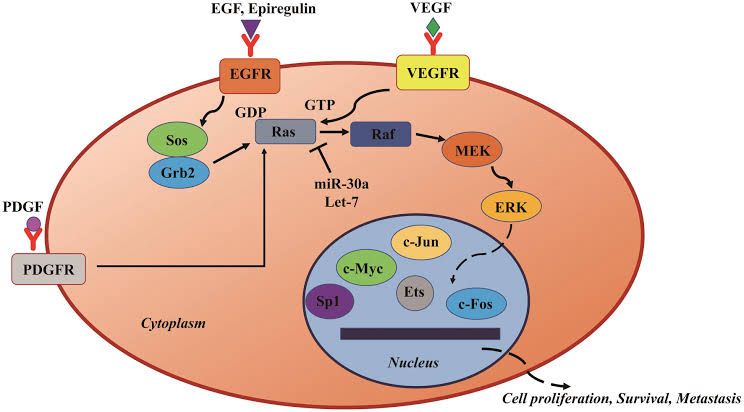 EGF, Epiregulin
VEGF
EGFR
VEGFR
GDP
GTP
Sos
Ras
Raf
MEK
Grb2
miR-30a
Let-7
PDGF
ERK
PDGFR
c-Jun
c-Myc
Ets
Sp1
c-Fos
Cytoplasm
Nucleus
Cell proliferation, Survival, Metastasis